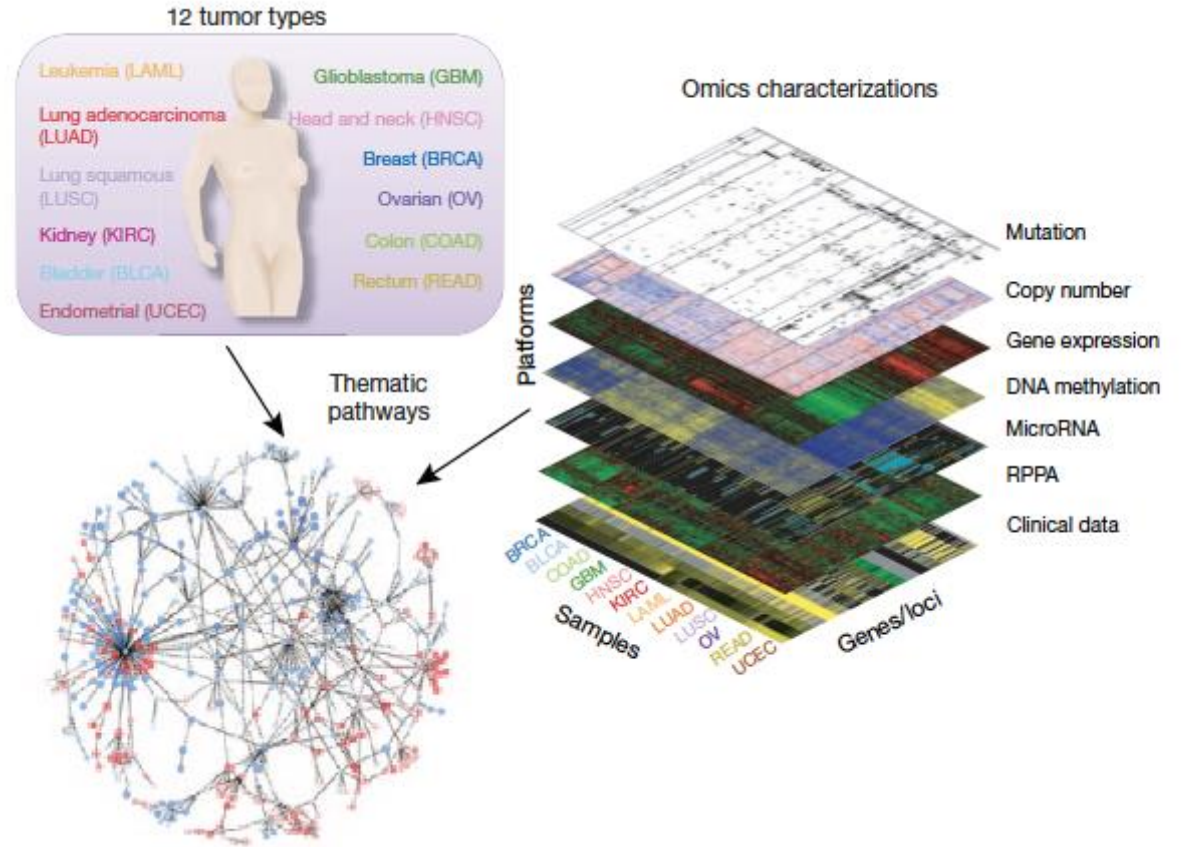 12 tumor types
Leukemia (LAML)
Lung adenocarcinoma
(LUAD)
Lung squamous
(LUSC)
Kidney (KIRC)
Bladder (BLCA)
Endometrial (UCEC)
Glioblastoma (GBM)
Head and neck (HNSC)
Breast (BRCA)
Ovarian (OV)
Colon (COAD)
Rectum (READ)
Thematic
pathways
Omics characterizations
Platforms
Mutation
Copy number
Gene expression
DNA methylation
MicroRNA
RPPA
Clinical data
BRCA
BLCA
COAD
GBM
HNSC
KIRC
LAML
LUAD
LUSC
OV
READ
UCEC
Samples
Genes/loci